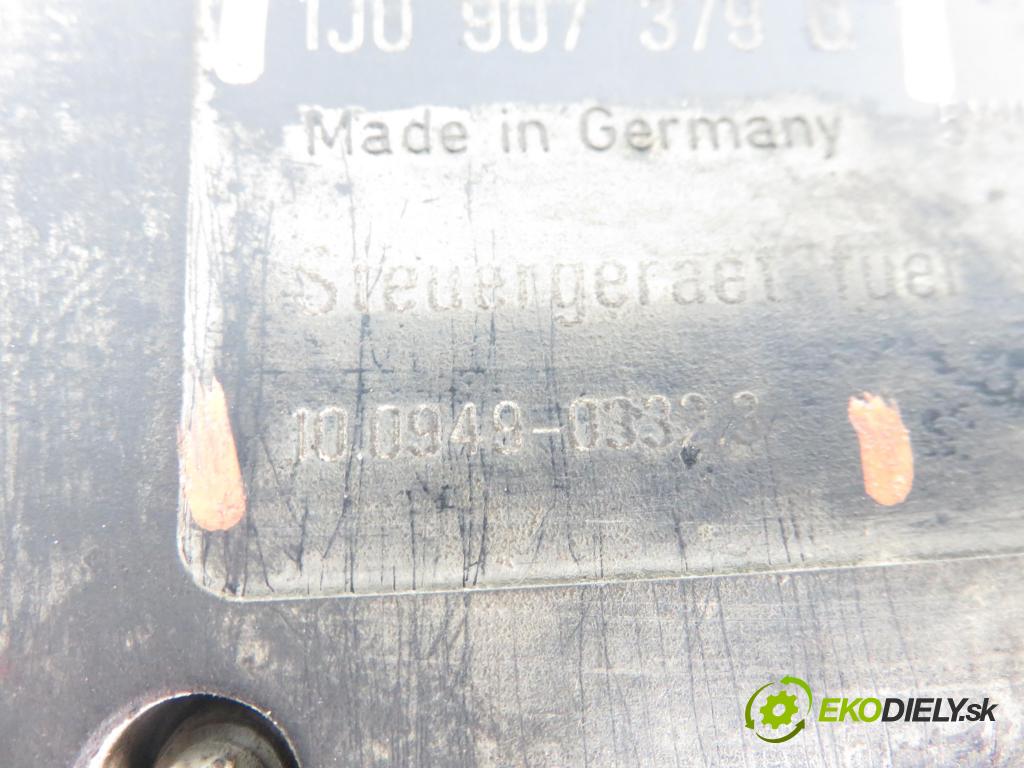 1J0 907 379 Q
Made in Germany
Steuergeraet fuer
10.0949-0332.3
EKODIELY.sk